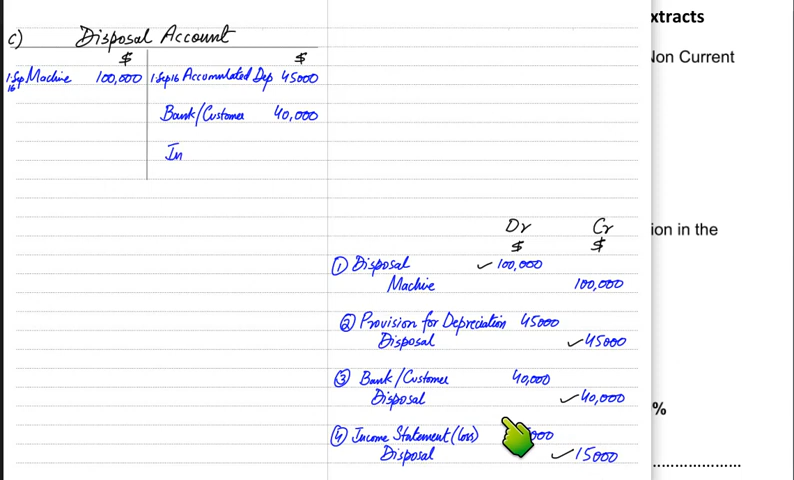 c) Disposal Account
$ $
1 Sep 16 Machine 100,000 1 Sep 16 Accumulated Dep 45000
Bank/Customer 40,000
In
Dr Cr
$ $
① Disposal 100,000
Machine 100,000
② Provision for Depreciation 45000
Disposal 45000
③ Bank/Customer 40,000
Disposal 40,000
④ Income Statement (loss) 000
Disposal 15000
xtracts
Non Current
ion in the
%
.....................